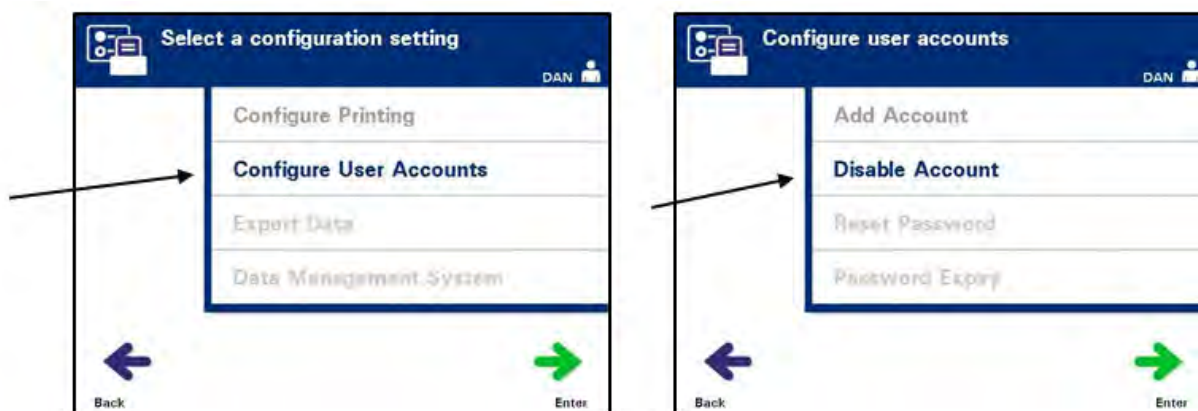 Select a configuration setting
DAN
Configure Printing
Configure User Accounts
Export Data
Data Management System
Back
Enter
Configure user accounts
DAN
Add Account
Disable Account
Reset Password
Password Expiry
Back
Enter